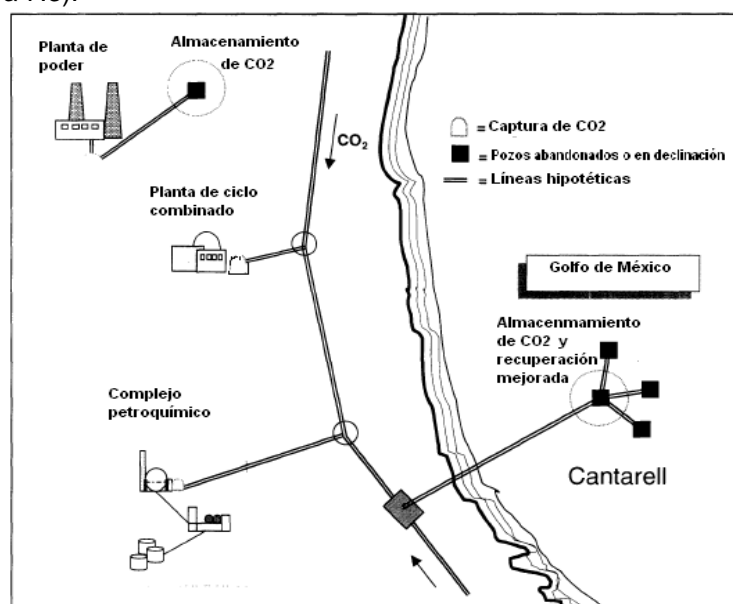 a No).
Planta de
poder
Almacenamiento
de CO2
CO₂
= Captura de CO2
= Pozos abandonados o en declinación
= Líneas hipotéticas
Planta de ciclo
combinado
Golfo de México
Almacenmamiento
de CO2 y
recuperación
mejorada
Complejo
petroquímico
Cantarell